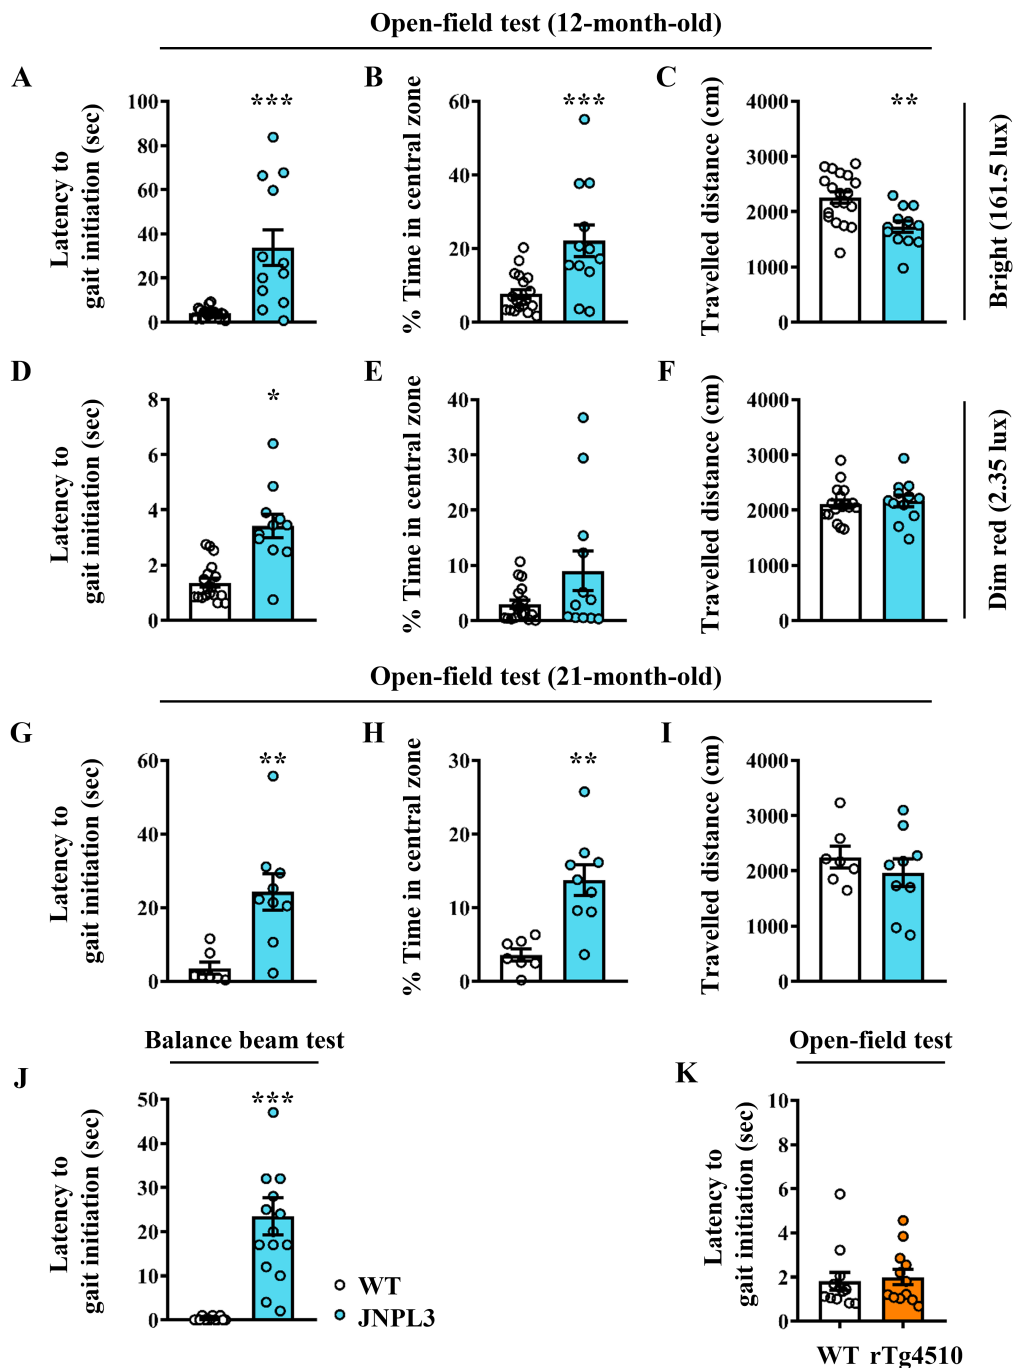 Open-field test (12-month-old)
A
Latency to
gait initiation (sec)
100
80
60
40
20
0
***
B
% Time in central zone
60
40
20
0
***
C
Travelled distance (cm)
4000
3000
2000
1000
0
**
Bright (161.5 lux)
D
Latency to
gait initiation (sec)
8
6
4
2
0
*
E
% Time in central zone
40
30
20
10
0
F
Travelled distance (cm)
4000
3000
2000
1000
0
Dim red (2.35 lux)
Open-field test (21-month-old)
G
Latency to
gait initiation (sec)
60
40
20
0
**
H
% Time in central zone
30
20
10
0
**
I
Travelled distance (cm)
4000
3000
2000
1000
0
Balance beam test
J
Latency to
gait initiation (sec)
50
40
30
20
10
0
***
WT
JNPL3
Open-field test
K
Latency to
gait initiation (sec)
10
8
6
4
2
0
WT rTg4510